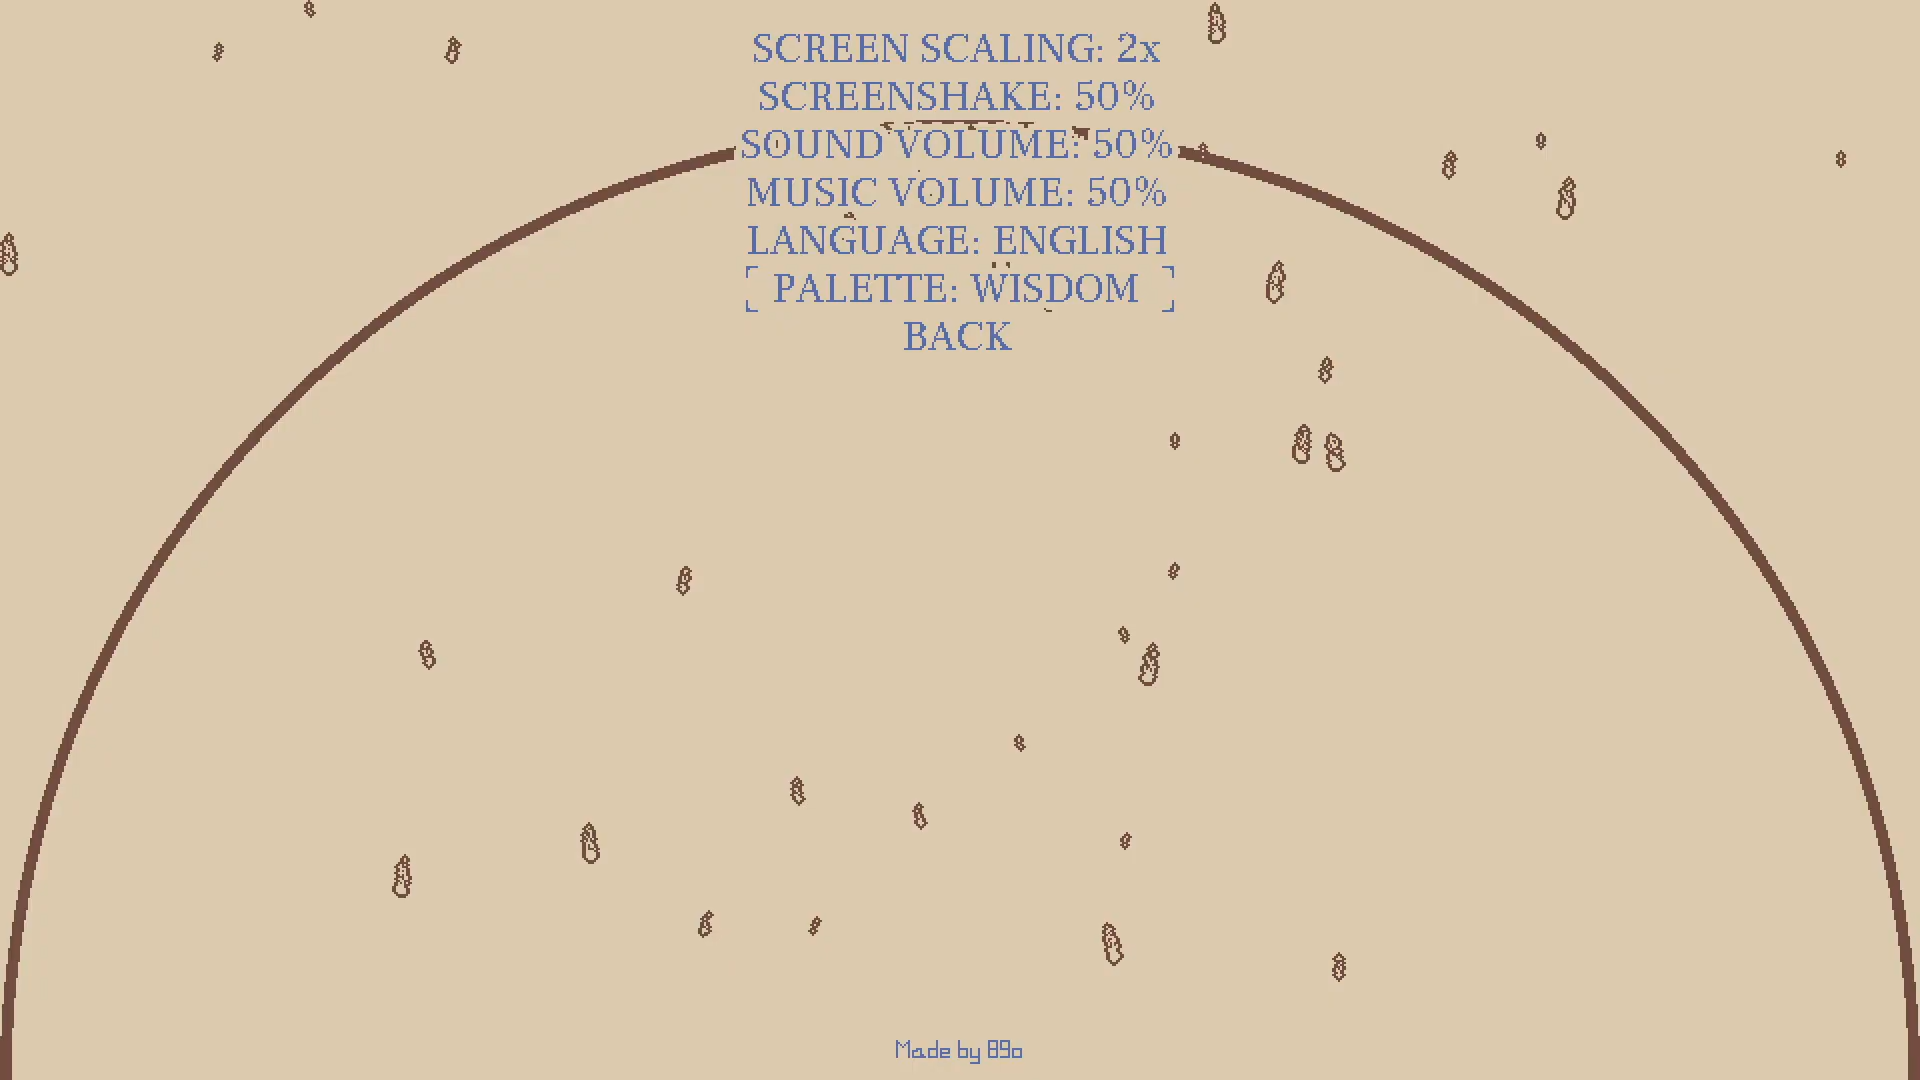 SCREEN SCALING: 2x
SCREENSHAKE: 50%
SOUND VOLUME: 50%
MUSIC VOLUME: 50%
LANGUAGE: ENGLISH
[ PALETTE: WISDOM ]
BACK
Made by 89o